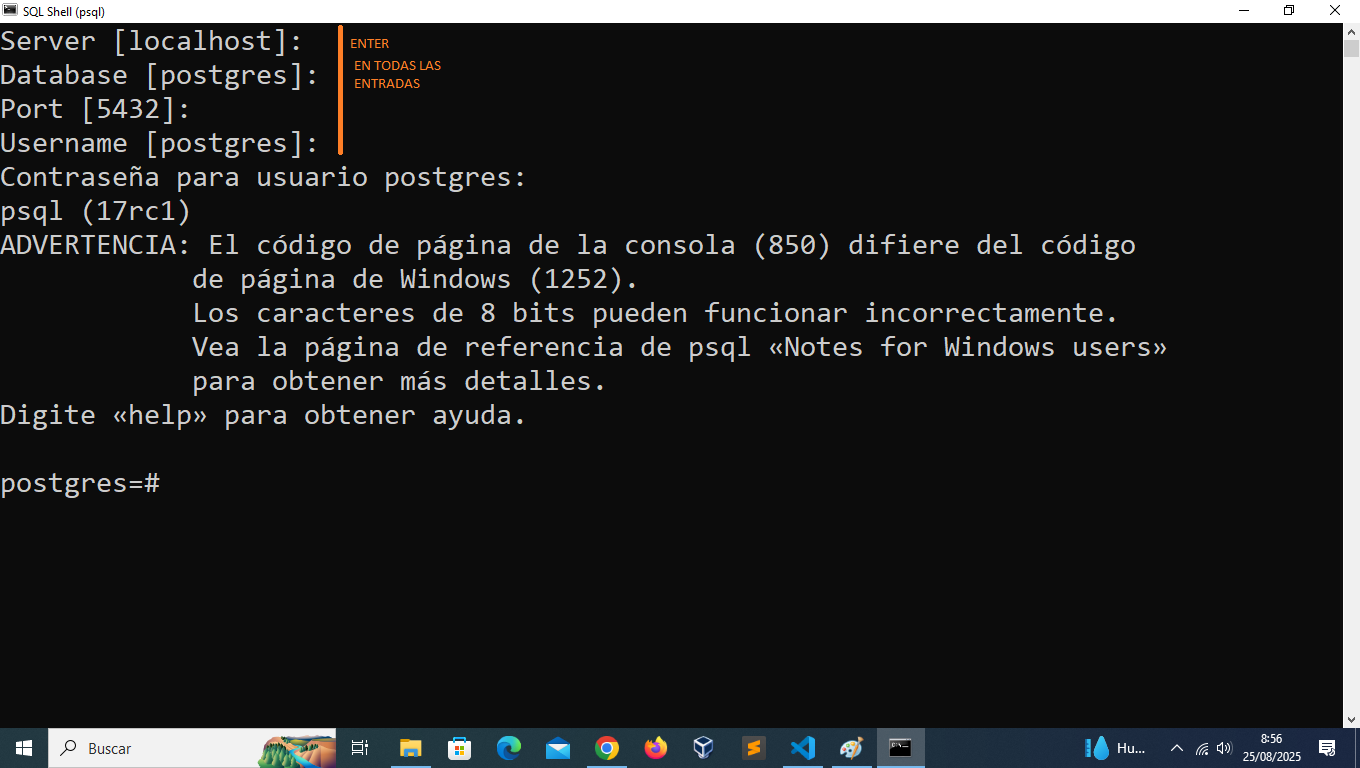 SQL Shell (psql)
Server [localhost]:
ENTER
Database [postgres]:
EN TODAS LAS
ENTRADAS
Port [5432]:
Username [postgres]:
Contraseña para usuario postgres:
psql (17rc1)
ADVERTENCIA: El código de página de la consola (850) difiere del código
de página de Windows (1252).
Los caracteres de 8 bits pueden funcionar incorrectamente.
Vea la página de referencia de psql «Notes for Windows users»
para obtener más detalles.
Digite «help» para obtener ayuda.
postgres=#
Buscar
Hu...
8:56
25/08/2025